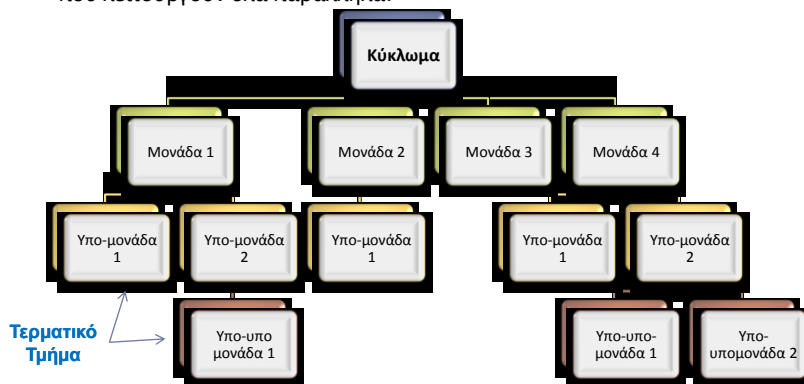 Κύκλωμα
Μονάδα 1
Μονάδα 2
Μονάδα 3
Μονάδα 4
Υπο-μονάδα
1
Υπο-μονάδα
2
Υπο-μονάδα
1
Υπο-μονάδα
1
Υπο-μονάδα
2
Τερματικό
Τμήμα
Υπο-υπο
μονάδα 1
Υπο-υπο-
μονάδα 1
Υπο-
υπομονάδα 2